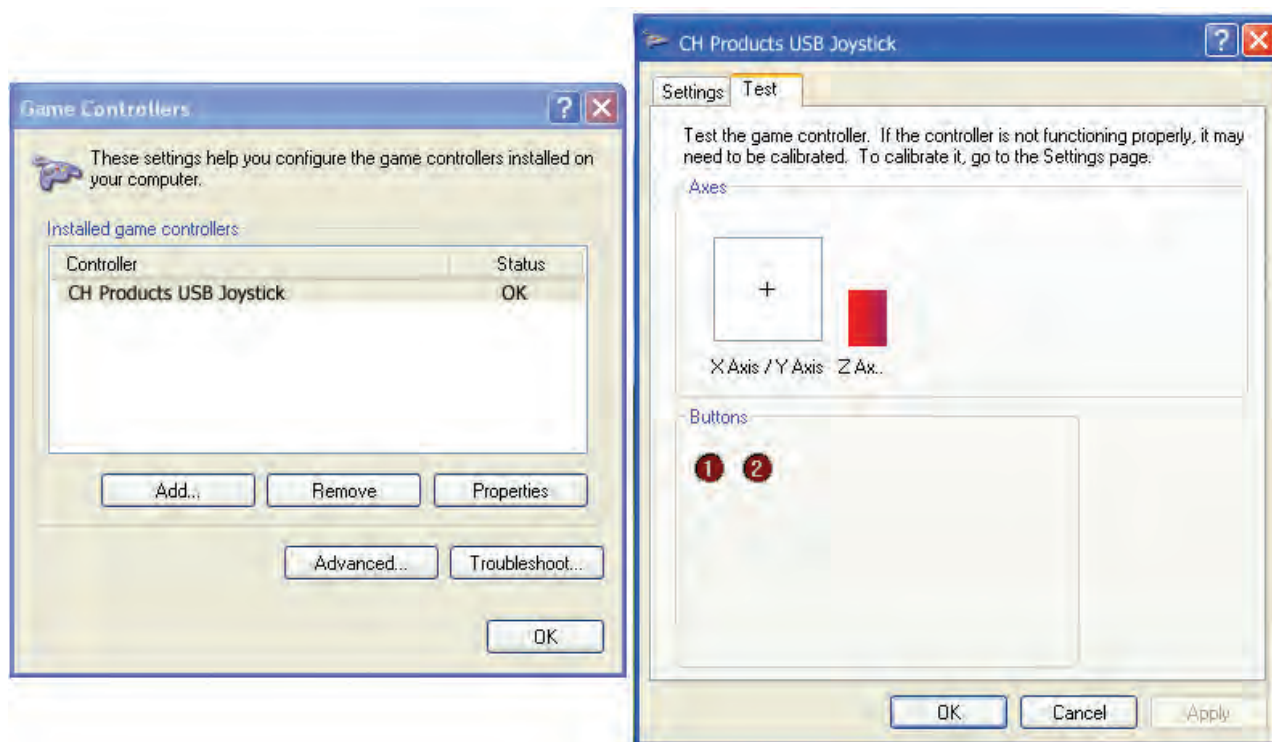 Game Controllers
These settings help you configure the game controllers installed on
your computer.
Installed game controllers
Controller Status
CH Products USB Joystick OK
Add... Remove Properties
Advanced... Troubleshoot...
OK
CH Products USB Joystick
Settings Test
Test the game controller. If the controller is not functioning properly, it may
need to be calibrated. To calibrate it, go to the Settings page.
Axes
X Axis / Y Axis Z Ax..
Buttons
1 2
OK Cancel Apply